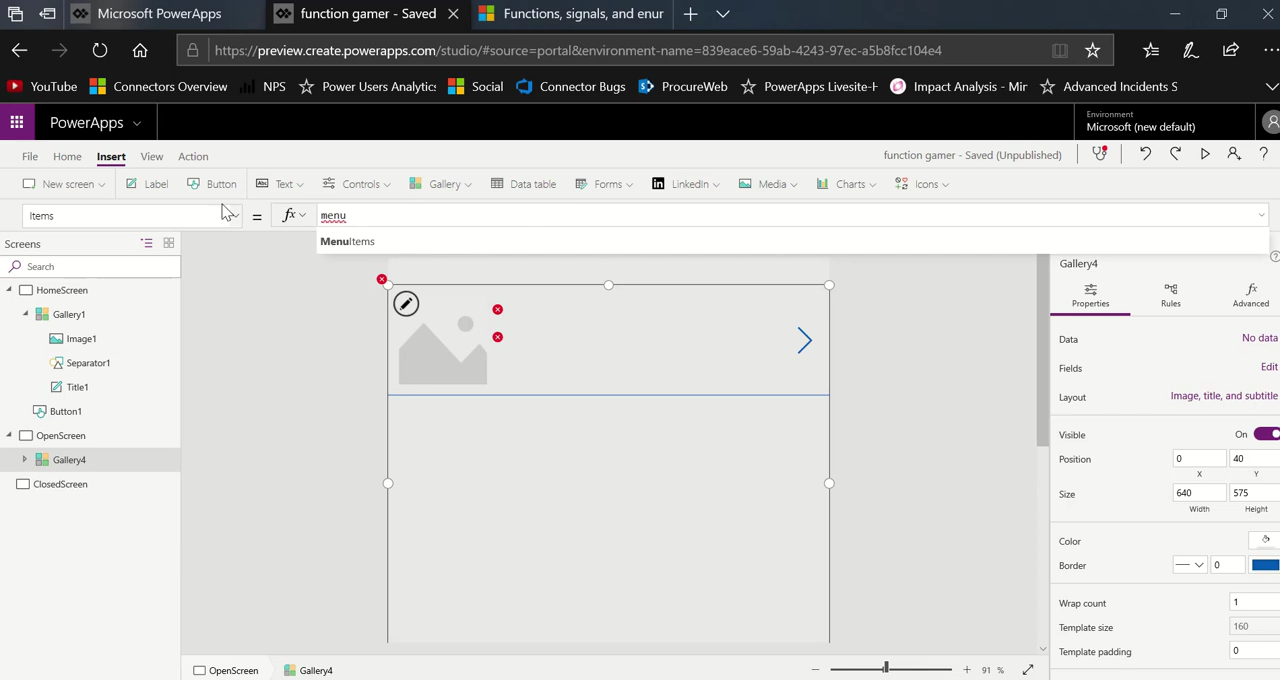 Microsoft PowerApps
function gamer - Saved
Functions, signals, and enur
https://preview.create.powerapps.com/studio/#source=portal&environment-name=839eace6-59ab-4243-97ec-a5b8fcc104e4
YouTube
Connectors Overview
NPS
Power Users Analytics
Social
Connector Bugs
ProcureWeb
PowerApps Livesite-H
Impact Analysis - Mir
Advanced Incidents S
PowerApps
Environment
Microsoft (new default)
File
Home
Insert
View
Action
function gamer - Saved (Unpublished)
New screen
Label
Button
Text
Controls
Gallery
Data table
Forms
LinkedIn
Media
Charts
Icons
Items
=
fx
menu
MenuItems
Screens
Search
HomeScreen
Gallery1
Image1
Separator1
Title1
Button1
OpenScreen
Gallery4
ClosedScreen
Gallery4
Properties
Rules
fx
Advanced
Data
No data
Fields
Edit
Layout
Image, title, and subtitle
Visible
On
Position
0
40
X
Y
Size
640
575
Width
Height
Color
Border
0
Wrap count
1
Template size
160
Template padding
0
OpenScreen
Gallery4
91 %